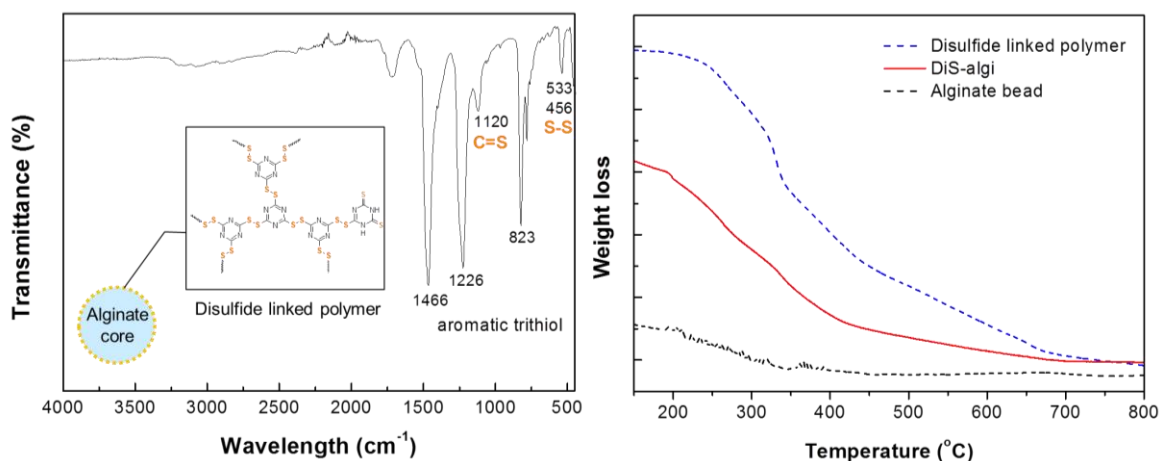 Transmittance (%)
1120
C=S
533
456
S-S
823
1466
1226
aromatic trithiol
Disulfide linked polymer
Alginate
core
4000 3500 3000 2500 2000 1500 1000 500
Wavelength (cm⁻¹)
Weight loss
Disulfide linked polymer
DiS-algi
Alginate bead
200 300 400 500 600 700 800
Temperature (°C)